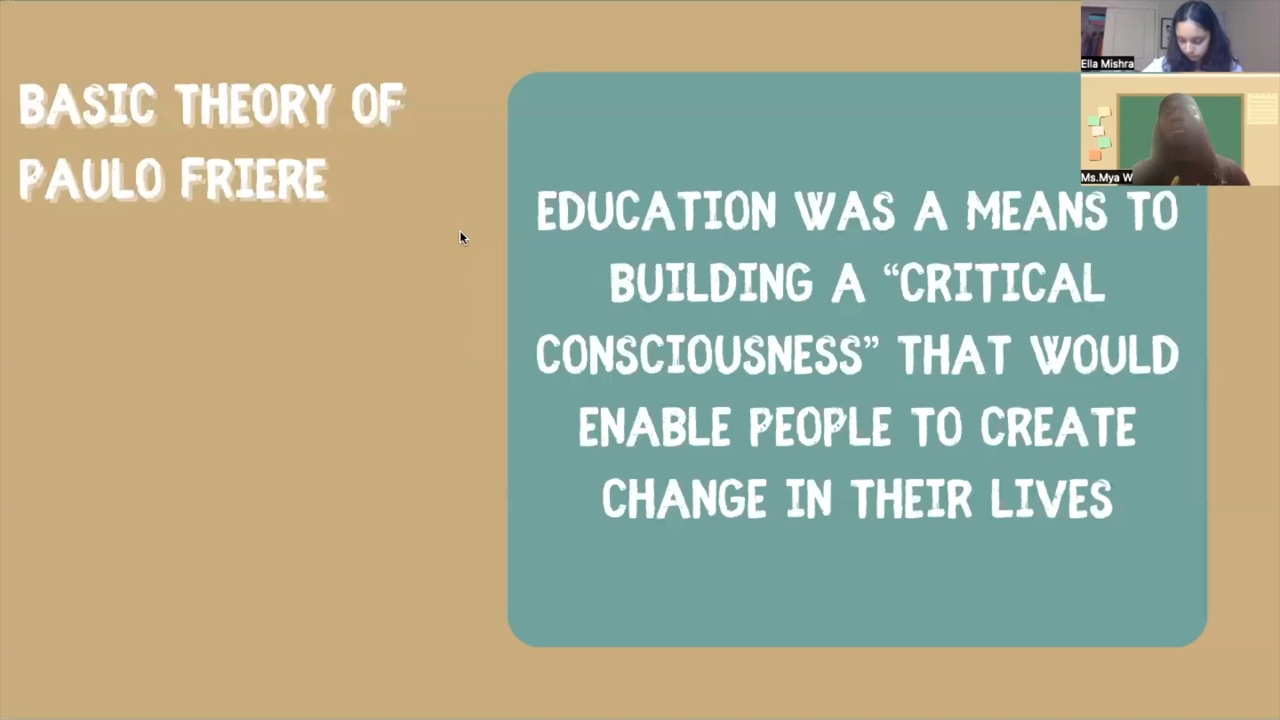 BASIC THEORY OF
PAULO FRIERE
EDUCATION WAS A MEANS TO
BUILDING A “CRITICAL
CONSCIOUSNESS” THAT WOULD
ENABLE PEOPLE TO CREATE
CHANGE IN THEIR LIVES
Ella Mishra
Ms.Mya W